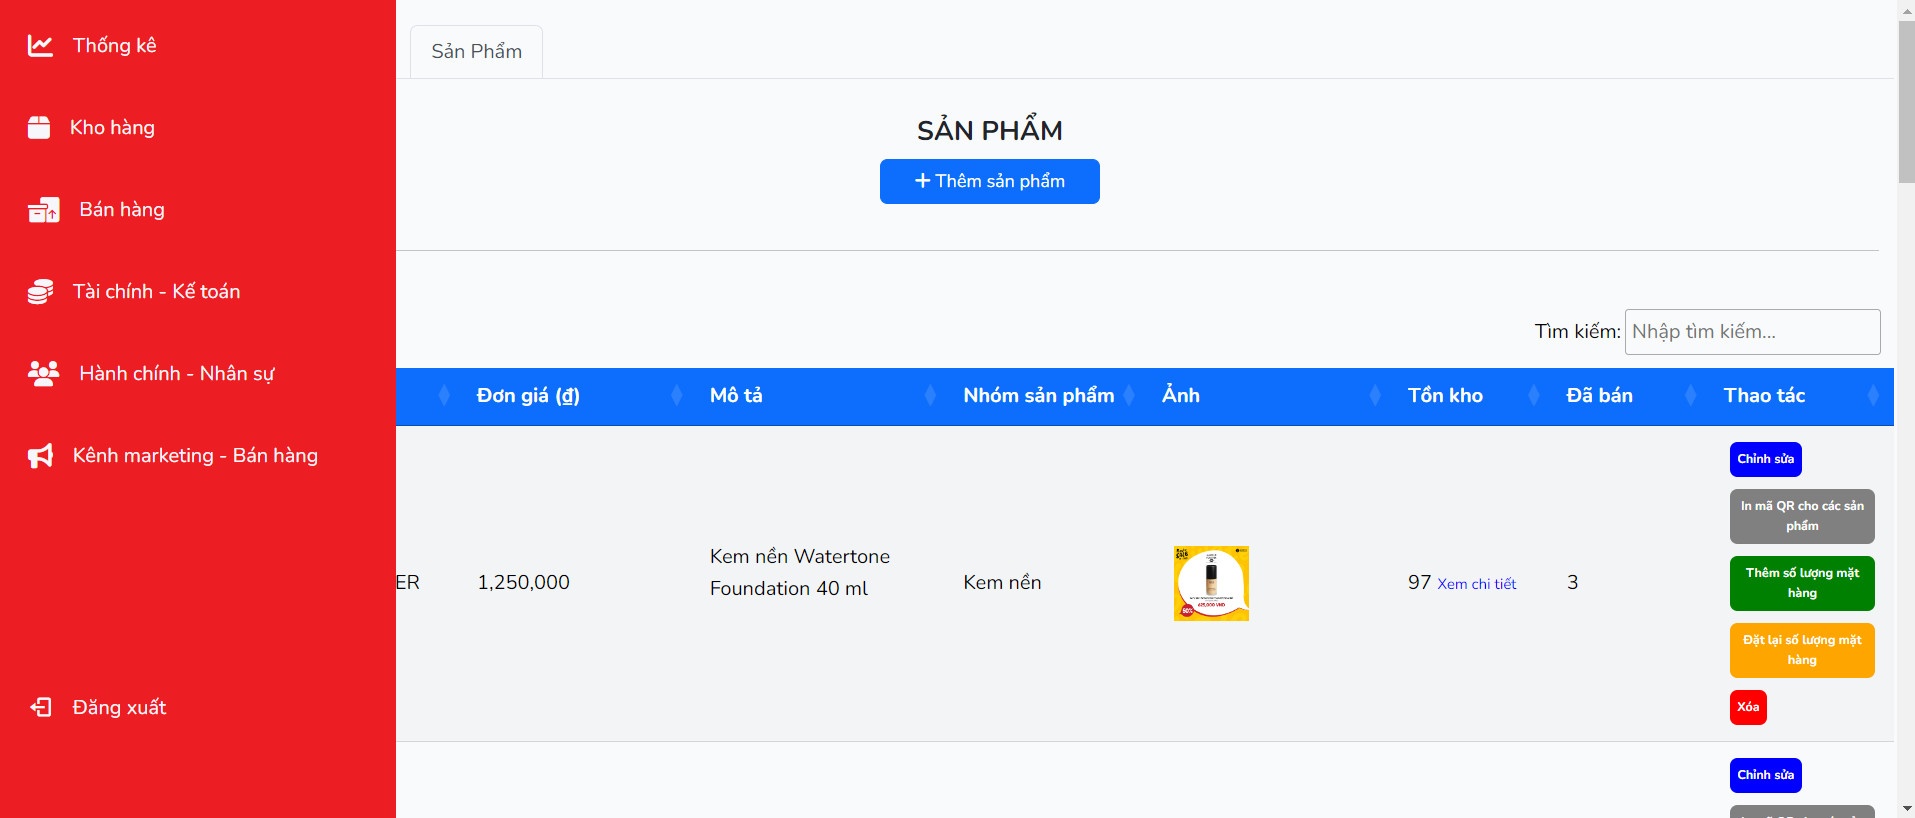 Thống kê
Kho hàng
Bán hàng
Tài chính - Kế toán
Hành chính - Nhân sự
Kênh marketing - Bán hàng
Đăng xuất
Sản Phẩm
SẢN PHẨM
Thêm sản phẩm
Tìm kiếm: Nhập tìm kiếm...
Đơn giá (₫) Mô tả Nhóm sản phẩm Ảnh Tồn kho Đã bán Thao tác
ER 1,250,000
Kem nền Watertone
Foundation 40 ml
Kem nền
50%
625,000 VND
97 Xem chi tiết 3
Chỉnh sửa
In mã QR cho các sản
phẩm
Thêm số lượng mặt
hàng
Đặt lại số lượng mặt
hàng
Xóa
Chỉnh sửa